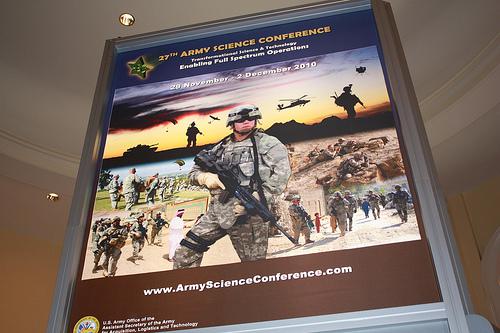 27TH ARMY SCIENCE CONFERENCE
Transformational Science & Technology
Enabling Full Spectrum Operations
29 November - 2 December 2010
www.ArmyScienceConference.com
U.S. Army Office of the
Assistant Secretary of the Army
for Acquisition, Logistics and Technology